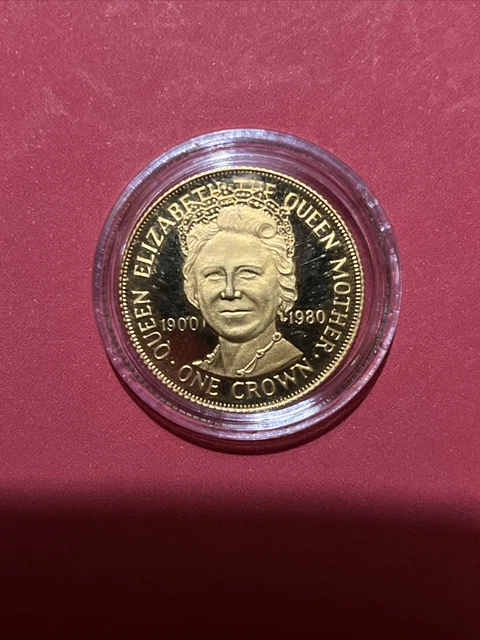 · QUEEN ELIZABETH · THE QUEEN MOTHER ·
1900
1980
ONE CROWN